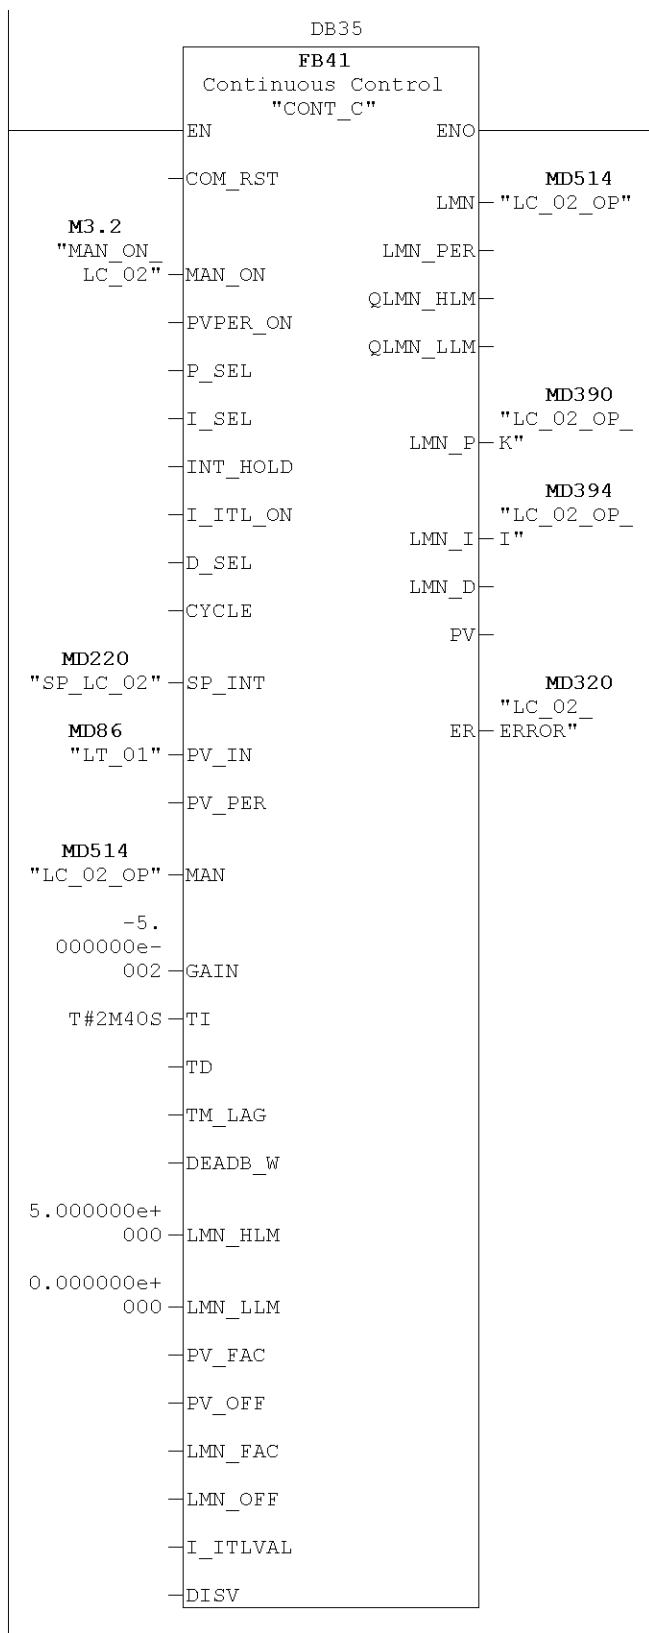 DB35
FB41
Continuous Control
"CONT_C"
EN
ENO
COM_RST
MD514
LMN
"LC_02_OP"
M3.2
"MAN_ON_
LC_02"
MAN_ON
LMN_PER
PVPER_ON
QLMN_HLM
QLMN_LLM
P_SEL
MD390
"LC_02_OP_
I_SEL
LMN_P
K"
INT_HOLD
MD394
"LC_02_OP_
I_ITL_ON
LMN_I
I"
D_SEL
LMN_D
CYCLE
PV
MD220
"SP_LC_02"
SP_INT
MD320
"LC_02_
ER
ERROR"
MD86
"LT_01"
PV_IN
PV_PER
MD514
"LC_02_OP"
MAN
-5.
000000e-
002
GAIN
T#2M40S
TI
TD
TM_LAG
DEADB_W
5.000000e+
000
LMN_HLM
0.000000e+
000
LMN_LLM
PV_FAC
PV_OFF
LMN_FAC
LMN_OFF
I_ITLVAL
DISV